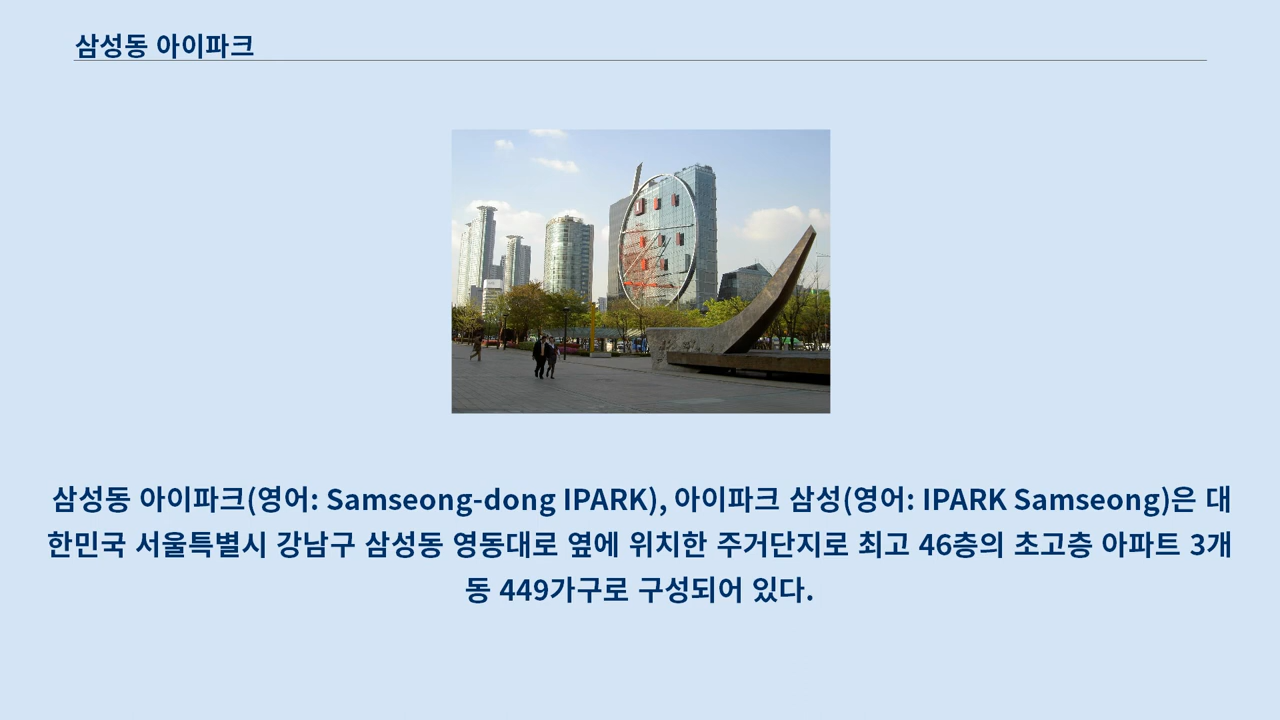 삼성동 아이파크
삼성동 아이파크(영어: Samseong-dong IPARK), 아이파크 삼성(영어: IPARK Samseong)은 대
한민국 서울특별시 강남구 삼성동 영동대로 옆에 위치한 주거단지로 최고 46층의 초고층 아파트 3개
동 449가구로 구성되어 있다.